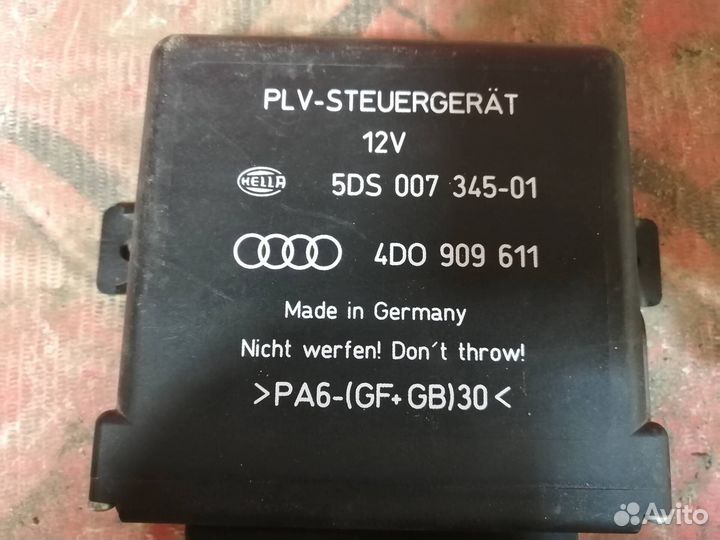 PLV-STEUERGERÄT
12V
HELLA 5DS 007 345-01
4D0 909 611
Made in Germany
Nicht werfen! Don´t throw!
>PA6-(GF+GB)30<
Avito